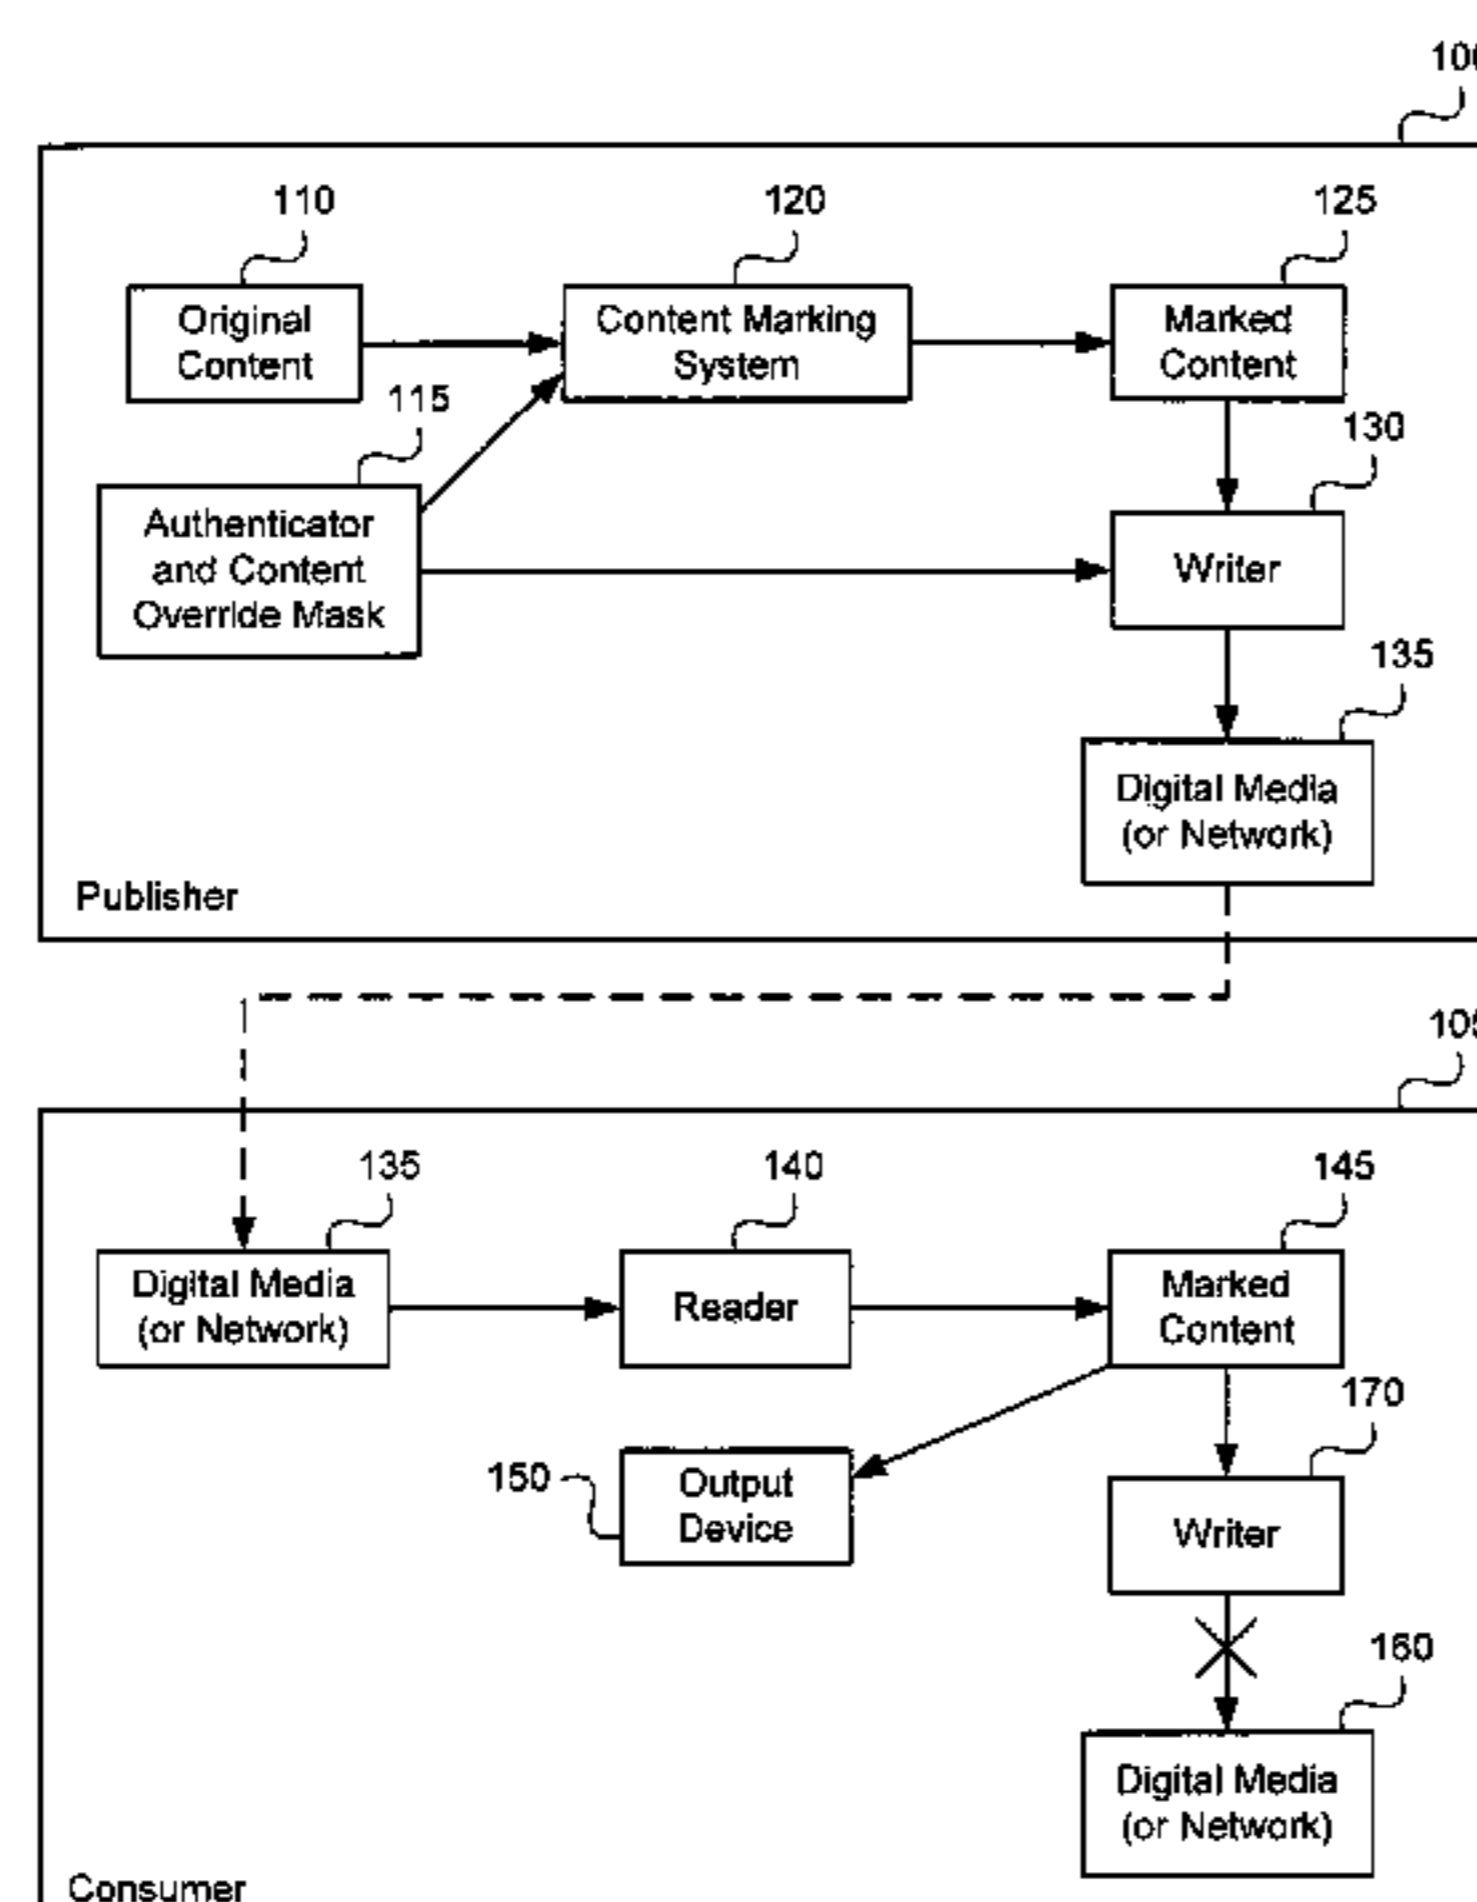 100
110
120
125
Original
Content
Content Marking
System
Marked
Content
115
130
Authenticator
and Content
Override Mask
Writer
135
Digital Media
(or Network)
Publisher
105
135
140
145
Digital Media
(or Network)
Reader
Marked
Content
170
150
Output
Device
Writer
160
Digital Media
(or Network)
Consumer